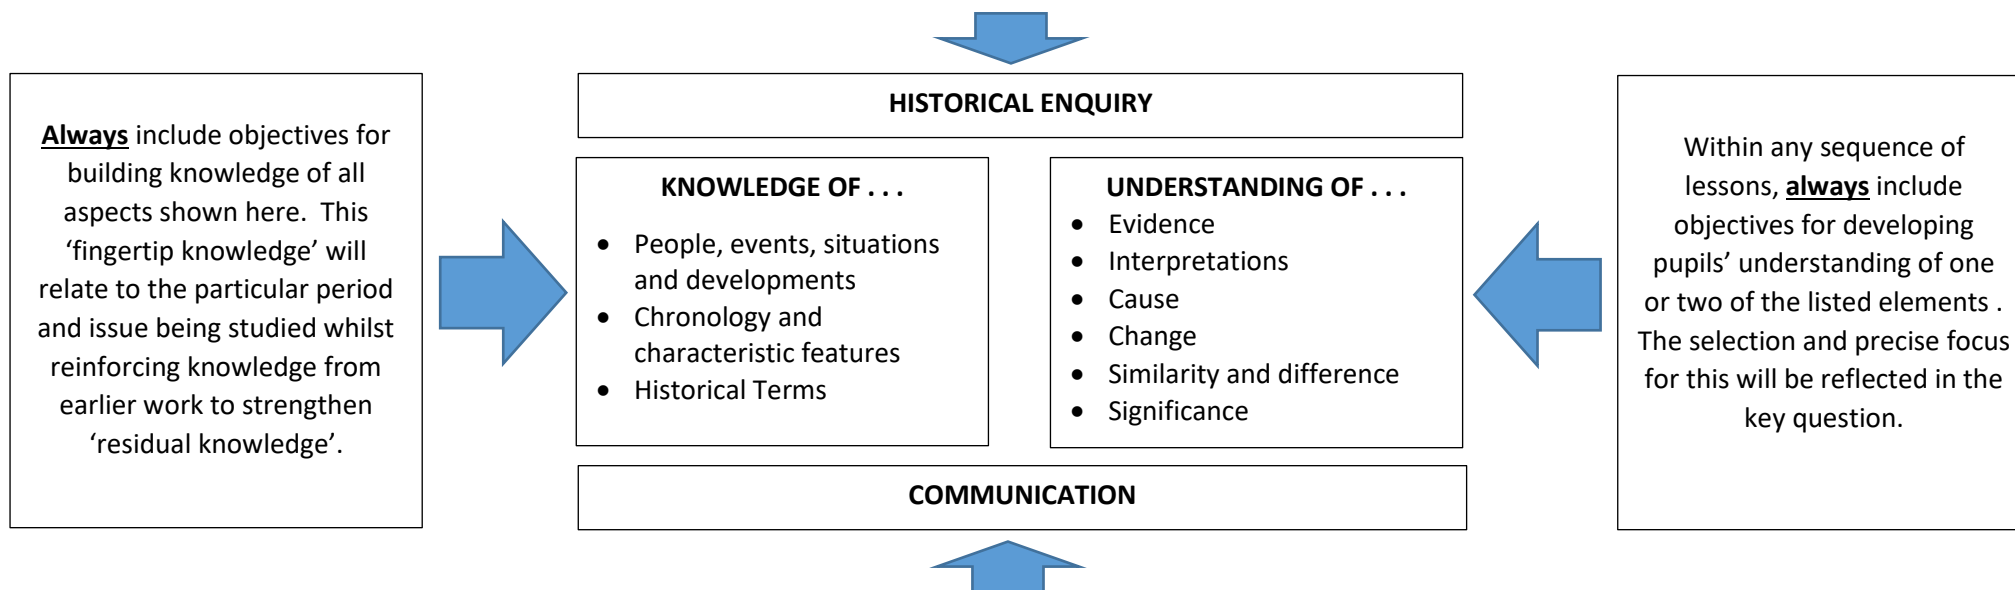 HISTORICAL ENQUIRY
Always include objectives for
building knowledge of all
aspects shown here. This
‘fingertip knowledge’ will
relate to the particular period
and issue being studied whilst
reinforcing knowledge from
earlier work to strengthen
‘residual knowledge’.
KNOWLEDGE OF . . .
• People, events, situations
and developments
• Chronology and
characteristic features
• Historical Terms
UNDERSTANDING OF . . .
• Evidence
• Interpretations
• Cause
• Change
• Similarity and difference
• Significance
Within any sequence of
lessons, always include
objectives for developing
pupils’ understanding of one
or two of the listed elements .
The selection and precise focus
for this will be reflected in the
key question.
COMMUNICATION